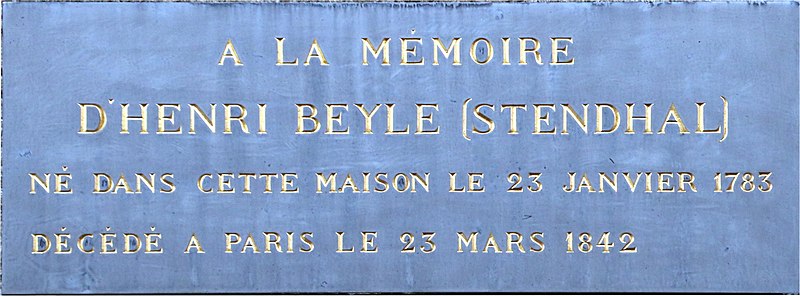 A LA MÉMOIRE
D'HENRI BEYLE (STENDHAL)
NÉ DANS CETTE MAISON LE 23 JANVIER 1783
DÉCÉDÉ A PARIS LE 23 MARS 1842